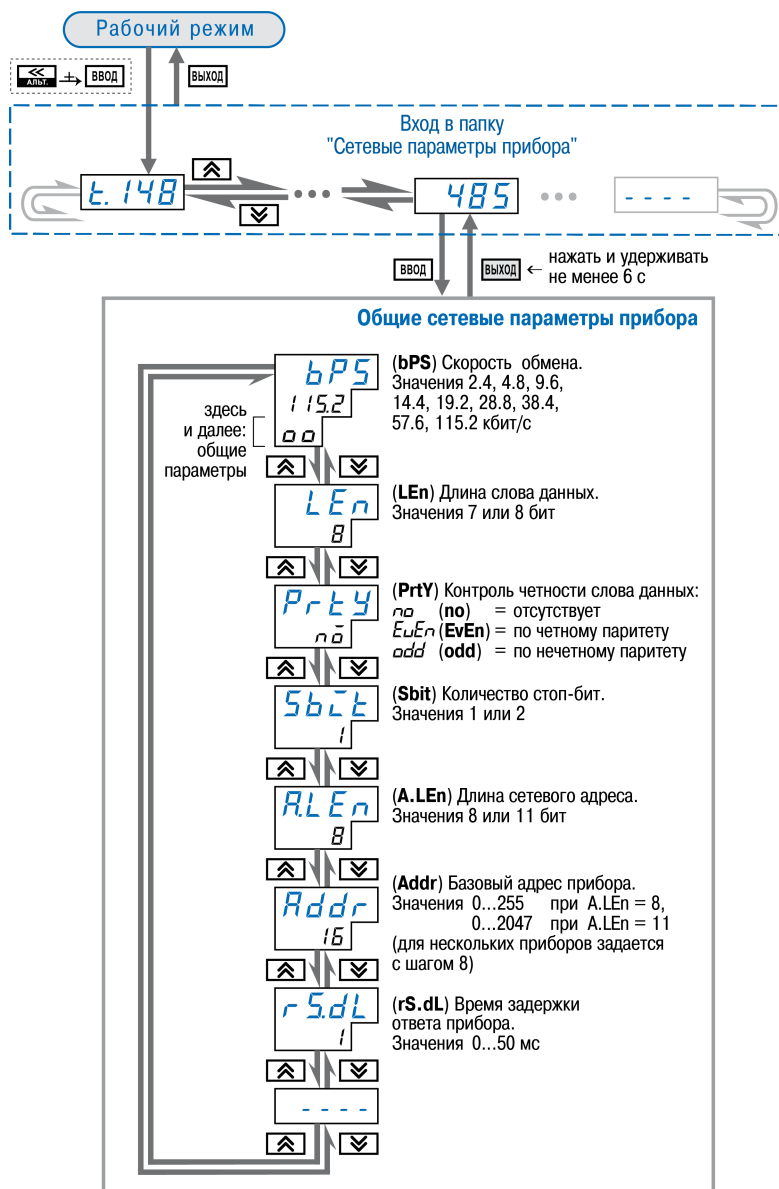 Рабочий режим
<< АЛЬТ. + ВВОД ВЫХОД
Вход в папку
"Сетевые параметры прибора"
t.148 ••• 485 ••• - - - -
ВВОД ВЫХОД ← нажать и удерживать
не менее 6 с
Общие сетевые параметры прибора
bPS
115.2
oo
здесь
и далее:
общие
параметры
(bPS) Скорость обмена.
Значения 2.4, 4.8, 9.6,
14.4, 19.2, 28.8, 38.4,
57.6, 115.2 кбит/с
LEn
8
(LEn) Длина слова данных.
Значения 7 или 8 бит
PrtY
no
(PrtY) Контроль четности слова данных:
no (no) = отсутствует
EvEn (EvEn) = по четному паритету
odd (odd) = по нечетному паритету
Sbit
1
(Sbit) Количество стоп-бит.
Значения 1 или 2
A.LEn
8
(A.LEn) Длина сетевого адреса.
Значения 8 или 11 бит
Addr
16
(Addr) Базовый адрес прибора.
Значения 0...255 при A.LEn = 8,
0...2047 при A.LEn = 11
(для нескольких приборов задается
с шагом 8)
rS.dL
1
(rS.dL) Время задержки
ответа прибора.
Значения 0...50 мс
- - - -